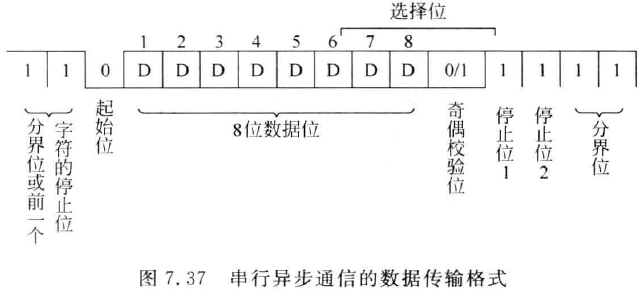 选择位
1 2 3 4 5 6 7 8
1 1 0 D D D D D D D D 0/1 1 1 1 1
分界位或前一个
字符的停止位
起始位
8位数据位
奇偶校验位
停止位1
停止位2
分界位
图 7.37 串行异步通信的数据传输格式